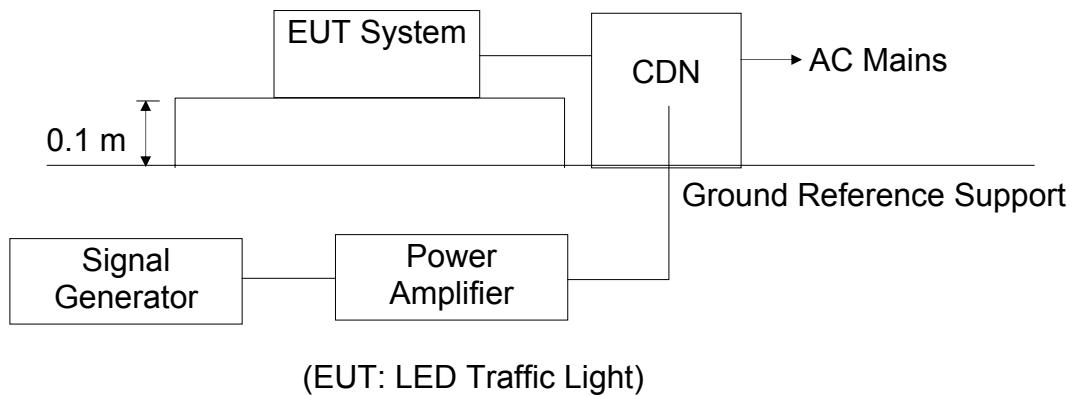 EUT System
CDN
AC Mains
0.1 m
Ground Reference Support
Signal
Generator
Power
Amplifier
(EUT: LED Traffic Light)